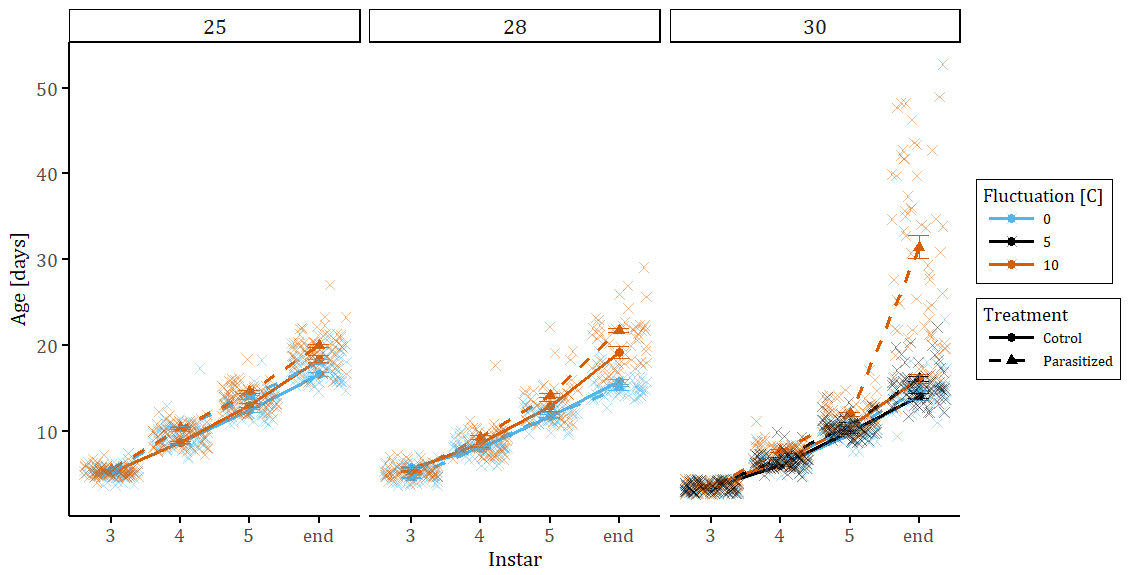 25 28 30
50
40
30
20
10
Age [days]
3 4 5 end 3 4 5 end 3 4 5 end
Instar
Fluctuation [C]
0
5
10
Treatment
Cotrol
Parasitized